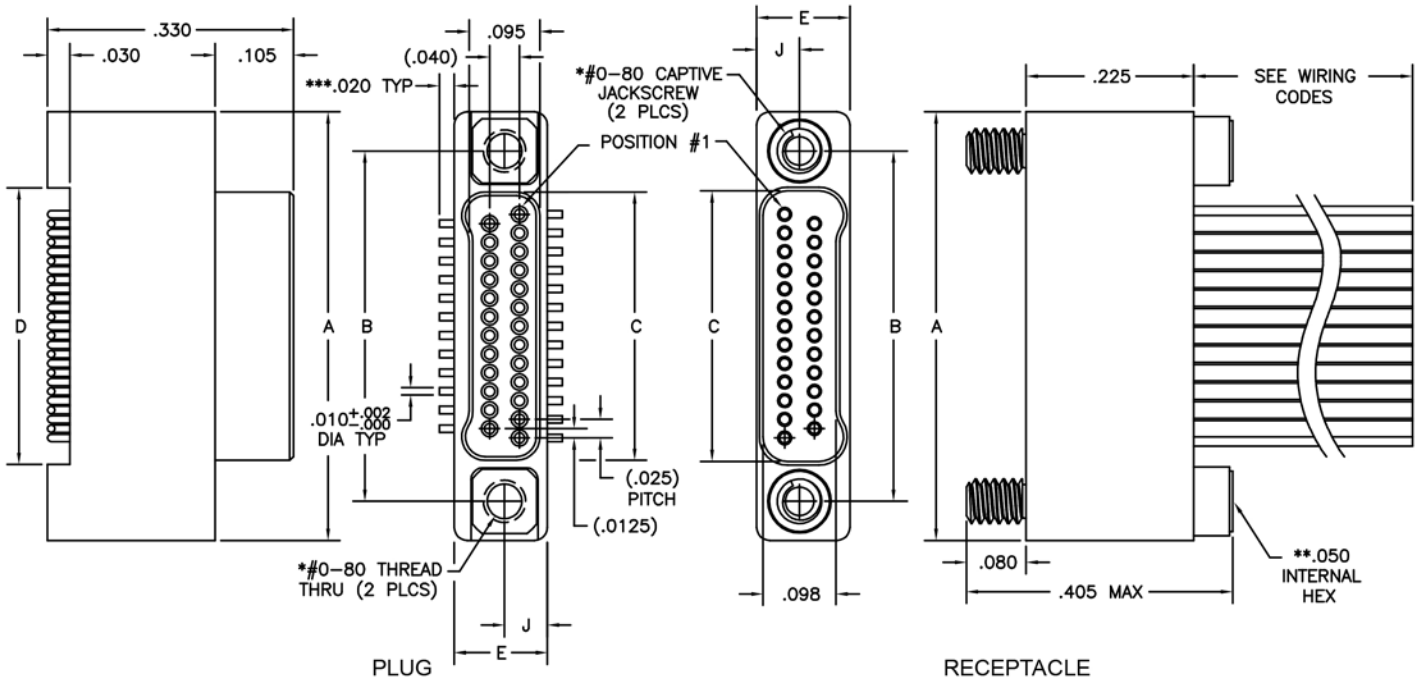 .330
.030
.105
D
A
.095
(.040)
***.020 TYP
B
C
.010 +.002 -.000
DIA TYP
(.025)
PITCH
(.0125)
*#0-80 THREAD
THRU (2 PLCS)
J
E
PLUG
E
J
*#0-80 CAPTIVE
JACKSCREW
(2 PLCS)
POSITION #1
C
B
.098
.225
SEE WIRING
CODES
A
.080
.405 MAX
**.050
INTERNAL
HEX
RECEPTACLE